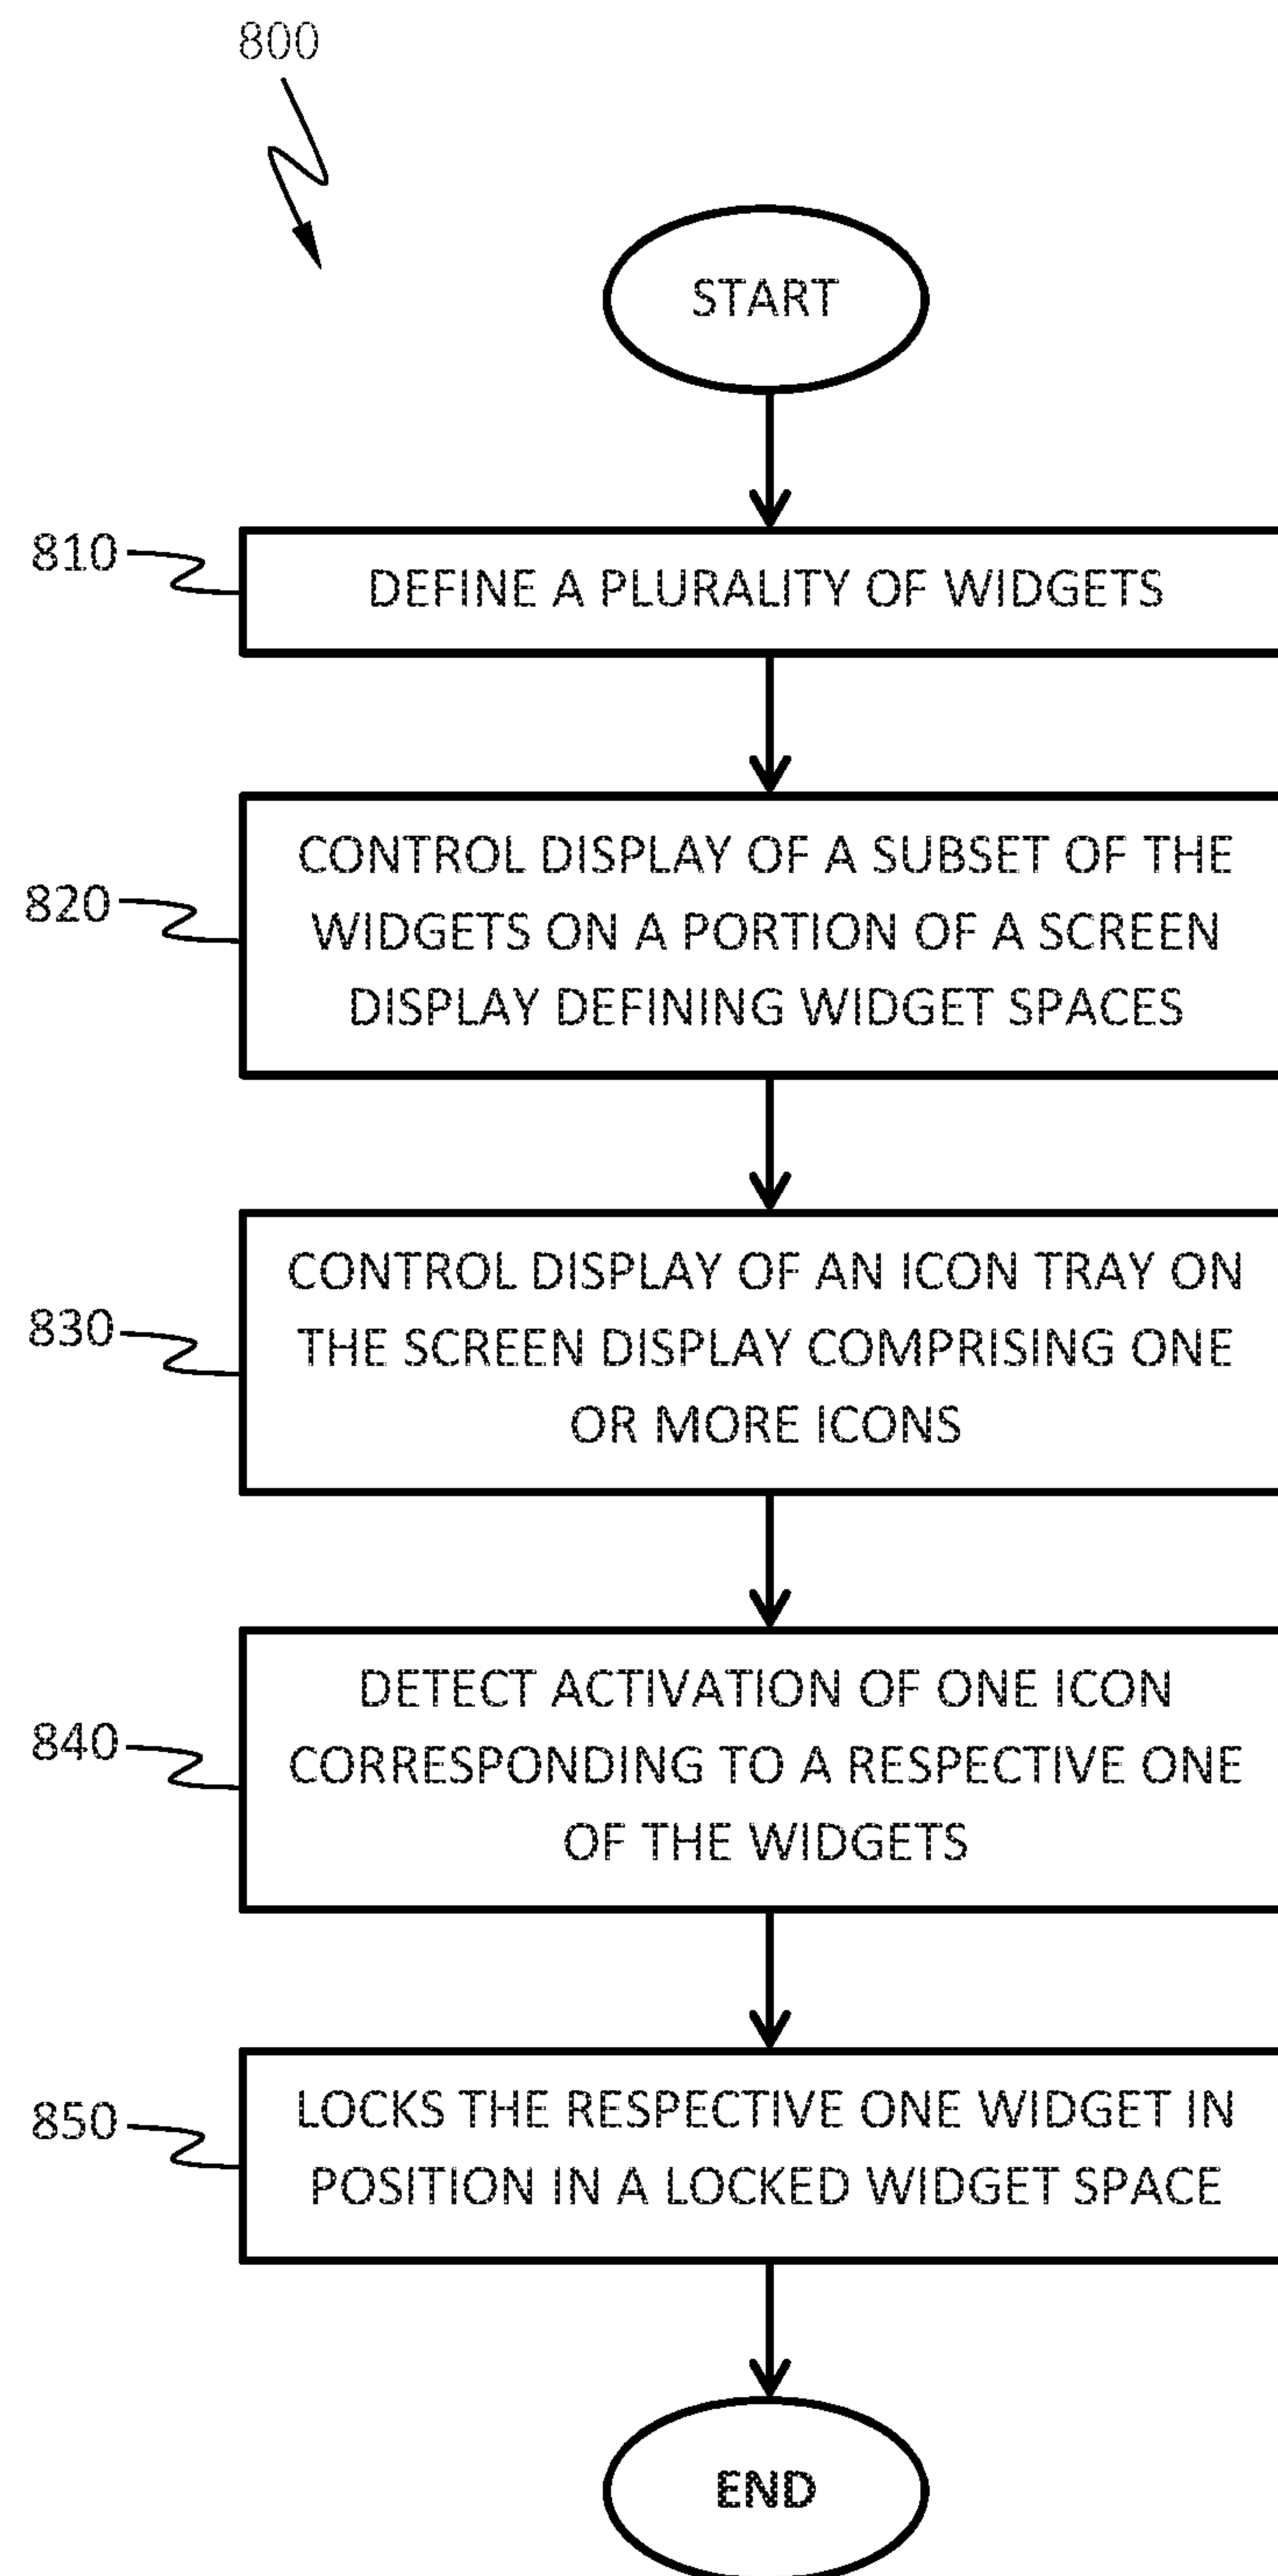 800
START
810
DEFINE A PLURALITY OF WIDGETS
820
CONTROL DISPLAY OF A SUBSET OF THE
WIDGETS ON A PORTION OF A SCREEN
DISPLAY DEFINING WIDGET SPACES
830
CONTROL DISPLAY OF AN ICON TRAY ON
THE SCREEN DISPLAY COMPRISING ONE
OR MORE ICONS
840
DETECT ACTIVATION OF ONE ICON
CORRESPONDING TO A RESPECTIVE ONE
OF THE WIDGETS
850
LOCKS THE RESPECTIVE ONE WIDGET IN
POSITION IN A LOCKED WIDGET SPACE
END